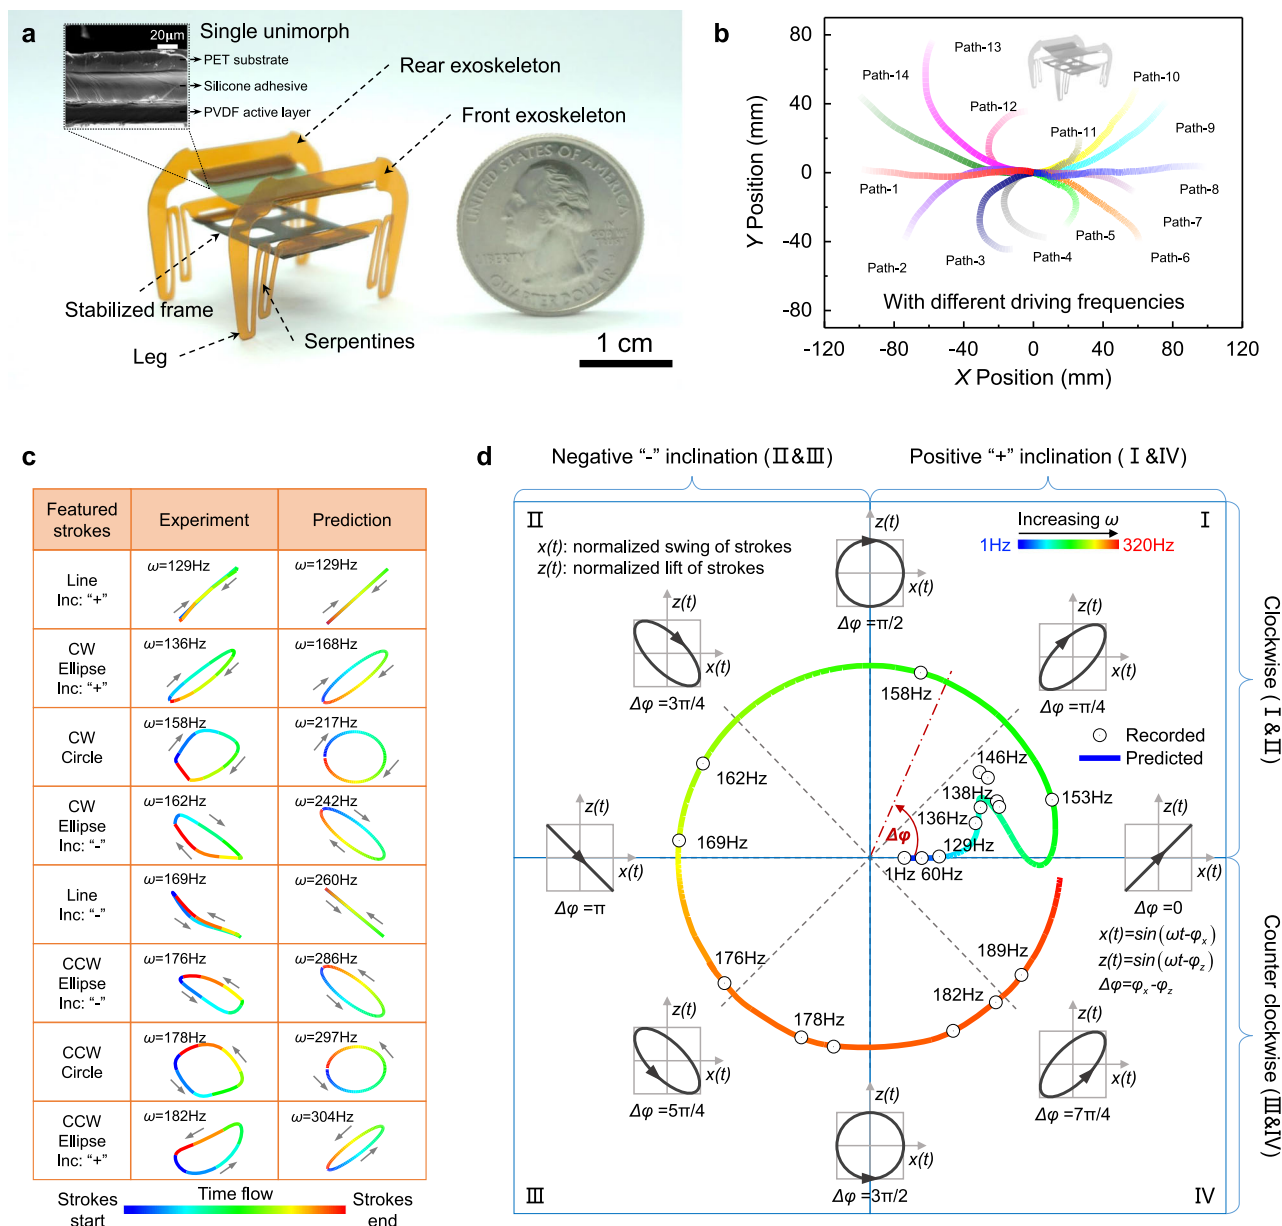 a
20μm
Single unimorph
PET substrate
Silicone adhesive
PVDF active layer
Rear exoskeleton
Front exoskeleton
Stabilized frame
Leg
Serpentines
UNITED STATES OF AMERICA
LIBERTY
QUARTER DOLLAR
1 cm
b
Y Position (mm)
80
40
0
-40
-80
-120
-80
-40
0
40
80
120
X Position (mm)
Path-13
Path-14
Path-10
Path-12
Path-11
Path-9
Path-1
Path-8
Path-7
Path-5
Path-2
Path-3
Path-4
Path-6
With different driving frequencies
c
Featured strokes
Experiment
Prediction
Line
Inc: “+”
ω=129Hz
ω=129Hz
CW
Ellipse
Inc: “+”
ω=136Hz
ω=168Hz
CW
Circle
ω=158Hz
ω=217Hz
CW
Ellipse
Inc: “-”
ω=162Hz
ω=242Hz
Line
Inc: “-”
ω=169Hz
ω=260Hz
CCW
Ellipse
Inc: “-”
ω=176Hz
ω=286Hz
CCW
Circle
ω=178Hz
ω=297Hz
CCW
Ellipse
Inc: “+”
ω=182Hz
ω=304Hz
Strokes start
Time flow
Strokes end
d
Negative “-” inclination (Ⅱ&Ⅲ)
Positive “+” inclination (Ⅰ&Ⅳ)
Ⅱ
Ⅰ
x(t): normalized swing of strokes
z(t): normalized lift of strokes
Increasing ω
1Hz
320Hz
z(t)
x(t)
Δφ=π/2
z(t)
x(t)
Δφ=3π/4
z(t)
x(t)
Δφ=π/4
Recorded
Predicted
158Hz
146Hz
162Hz
138Hz
153Hz
136Hz
169Hz
129Hz
Δφ
1Hz
60Hz
z(t)
x(t)
Δφ=π
z(t)
x(t)
Δφ=0
x(t)=sin(ωt-φx)
z(t)=sin(ωt-φz)
Δφ=φx-φz
176Hz
189Hz
182Hz
178Hz
z(t)
x(t)
Δφ=5π/4
z(t)
x(t)
Δφ=7π/4
z(t)
x(t)
Δφ=3π/2
Ⅲ
Ⅳ
Clockwise (Ⅰ&Ⅱ)
Counter clockwise (Ⅲ&Ⅳ)